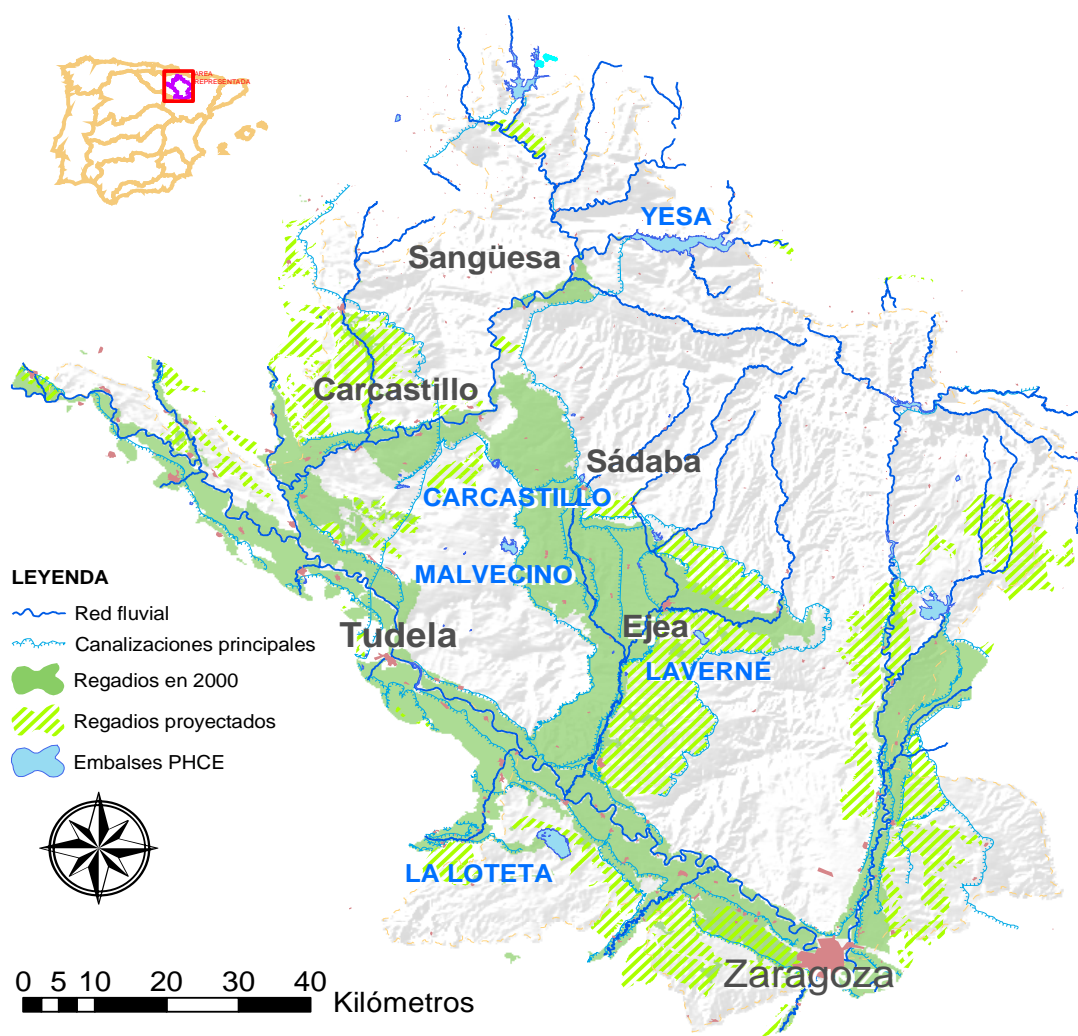 AREA
REPRESENTADA
YESA
Sangüesa
Carcastillo
Sádaba
CARCASTILLO
MALVECINO
Ejea
Tudela
LAVERNÉ
LA LOTETA
Zaragoza
LEYENDA
Red fluvial
Canalizaciones principales
Regadios en 2000
Regadios proyectados
Embalses PHCE
0 5 10 20 30 40
Kilómetros